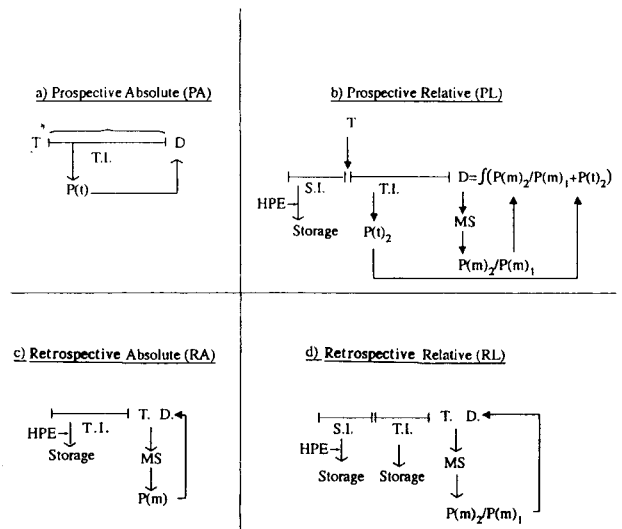 a) Prospective Absolute (PA)
T D
T.I.
P(t)
b) Prospective Relative (PL)
T
S.I. T.I. D=∫(P(m)₂/P(m)₁+P(t)₂)
HPE
Storage
P(t)₂
MS
P(m)₂/P(m)₁
c) Retrospective Absolute (RA)
T. D.
T.I.
HPE
Storage
MS
P(m)
d) Retrospective Relative (RL)
T. D.
S.I. T.I.
HPE
Storage Storage
MS
P(m)₂/P(m)₁